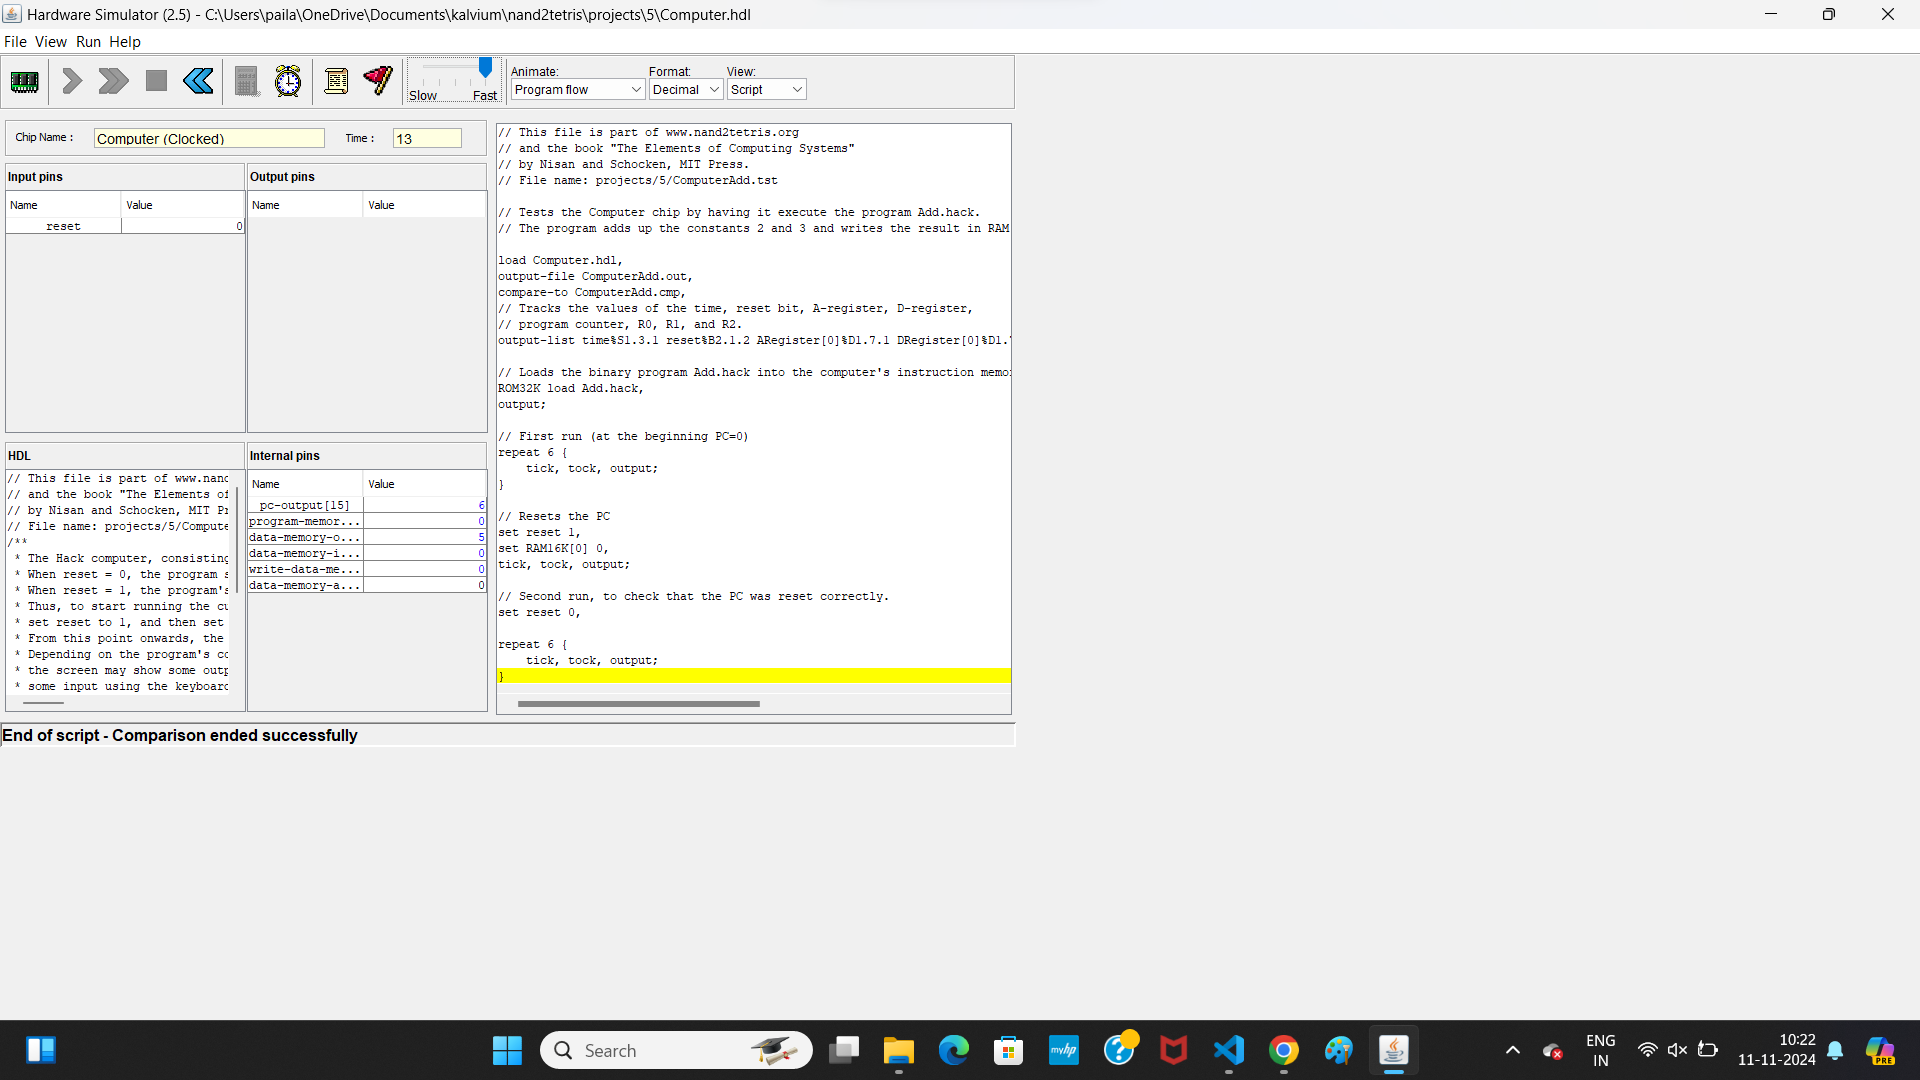 Hardware Simulator (2.5) - C:\Users\paila\OneDrive\Documents\kalvium\nand2tetris\projects\5\Computer.hdl
File View Run Help
Slow Fast
Animate: Format: View:
Program flow Decimal Script
Chip Name : Computer (Clocked) Time : 13
Input pins
Name Value
reset 0
Output pins
Name Value
HDL
// This file is part of www.nand
// and the book "The Elements of
// by Nisan and Schocken, MIT Pr
// File name: projects/5/Compute
/**
* The Hack computer, consisting
* When reset = 0, the program s
* When reset = 1, the program's
* Thus, to start running the cu
* set reset to 1, and then set
* From this point onwards, the
* Depending on the program's co
* the screen may show some outp
* some input using the keyboard
Internal pins
Name Value
pc-output[15] 6
program-memor... 0
data-memory-o... 5
data-memory-i... 0
write-data-me... 0
data-memory-a... 0
// This file is part of www.nand2tetris.org
// and the book "The Elements of Computing Systems"
// by Nisan and Schocken, MIT Press.
// File name: projects/5/ComputerAdd.tst
// Tests the Computer chip by having it execute the program Add.hack.
// The program adds up the constants 2 and 3 and writes the result in RAM
load Computer.hdl,
output-file ComputerAdd.out,
compare-to ComputerAdd.cmp,
// Tracks the values of the time, reset bit, A-register, D-register,
// program counter, R0, R1, and R2.
output-list time%S1.3.1 reset%B2.1.2 ARegister[0]%D1.7.1 DRegister[0]%D1.
// Loads the binary program Add.hack into the computer's instruction memo
ROM32K load Add.hack,
output;
// First run (at the beginning PC=0)
repeat 6 {
tick, tock, output;
}
// Resets the PC
set reset 1,
set RAM16K[0] 0,
tick, tock, output;
// Second run, to check that the PC was reset correctly.
set reset 0,
repeat 6 {
tick, tock, output;
}
End of script - Comparison ended successfully
Search
myhp
ENG
IN
10:22
11-11-2024
PRE